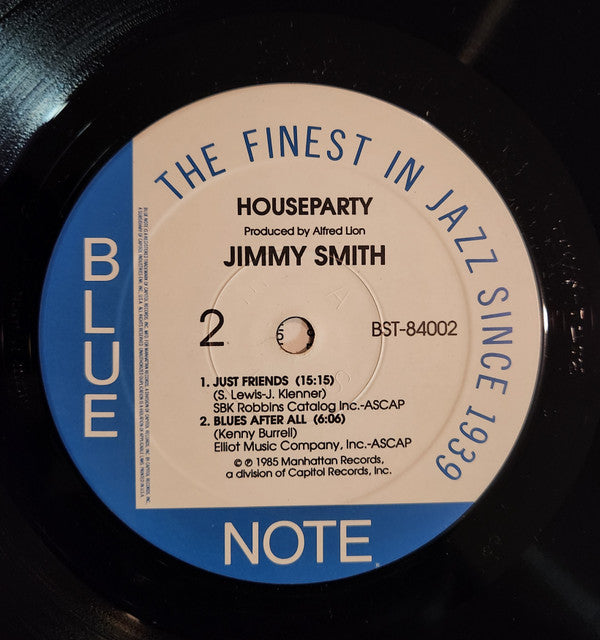 THE FINEST IN JAZZ SINCE 1939
HOUSEPARTY
Produced by Alfred Lion
JIMMY SMITH
2
BST-84002
1. JUST FRIENDS (15:15)
(S. Lewis-J. Klenner)
SBK Robbins Catalog Inc.-ASCAP
2. BLUES AFTER ALL (6:06)
(Kenny Burrell)
Elliot Music Company, Inc.-ASCAP
© ℗ 1985 Manhattan Records,
a division of Capitol Records, Inc.
BLUE
NOTE